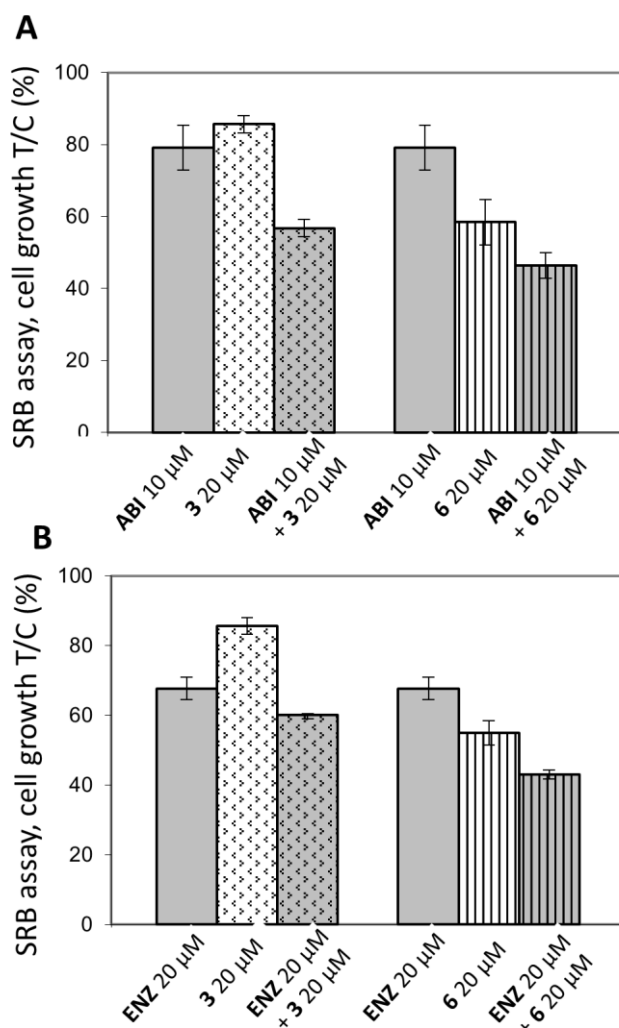 A
SRB assay, cell growth T/C (%)
100
80
60
40
20
0
ABI 10 µM
3 20 µM
ABI 10 µM
+ 3 20 µM
ABI 10 µM
6 20 µM
ABI 10 µM
+ 6 20 µM
B
SRB assay, cell growth T/C (%)
100
80
60
40
20
0
ENZ 20 µM
3 20 µM
ENZ 20 µM
+ 3 20 µM
ENZ 20 µM
6 20 µM
ENZ 20 µM
+ 6 20 µM